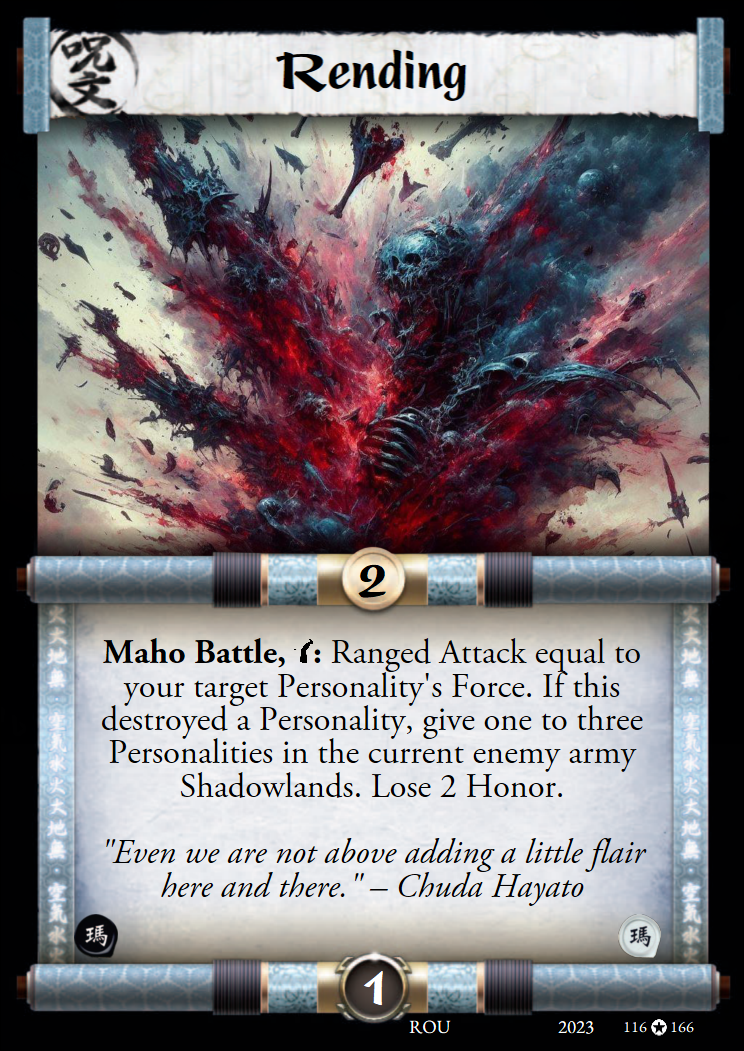 呪文
Rending
2
Maho Battle, : Ranged Attack equal to
your target Personality's Force. If this
destroyed a Personality, give one to three
Personalities in the current enemy army
Shadowlands. Lose 2 Honor.
"Even we are not above adding a little flair
here and there." – Chuda Hayato
瑪
瑪
1
ROU 2023 116 ✪ 166